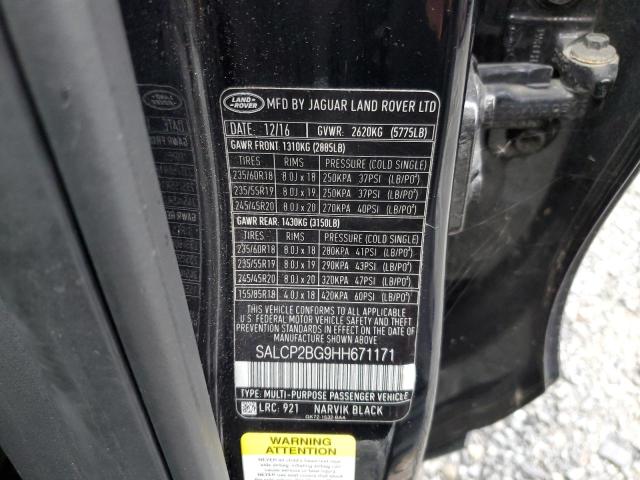 LAND ROVER MFD BY JAGUAR LAND ROVER LTD
DATE: 12/16 GVWR: 2620KG (5775LB)
GAWR FRONT: 1310KG (2885LB)
TIRES RIMS PRESSURE (COLD SINGLE)
235/60R18 8.0J x 18 250KPA 37PSI (LB/PO²)
235/55R19 8.0J x 19 250KPA 37PSI (LB/PO²)
245/45R20 8.0J x 20 270KPA 40PSI (LB/PO²)
GAWR REAR: 1430KG (3150LB)
TIRES RIMS PRESSURE (COLD SINGLE)
235/60R18 8.0J x 18 280KPA 41PSI (LB/PO²)
235/55R19 8.0J x 19 290KPA 43PSI (LB/PO²)
245/45R20 8.0J x 20 320KPA 47PSI (LB/PO²)
155/85R18 4.0J x 18 420KPA 60PSI (LB/PO²)
THIS VEHICLE CONFORMS TO ALL APPLICABLE
U.S. FEDERAL MOTOR VEHICLE SAFETY AND THEFT
PREVENTION STANDARDS IN EFFECT ON THE DATE
OF MANUFACTURE SHOWN ABOVE
SALCP2BG9HH671171
TYPE: MULTI-PURPOSE PASSENGER VEHICLE
LRC: 921 NARVIK BLACK
GK72-1532-BAA
WARNING
ATTENTION